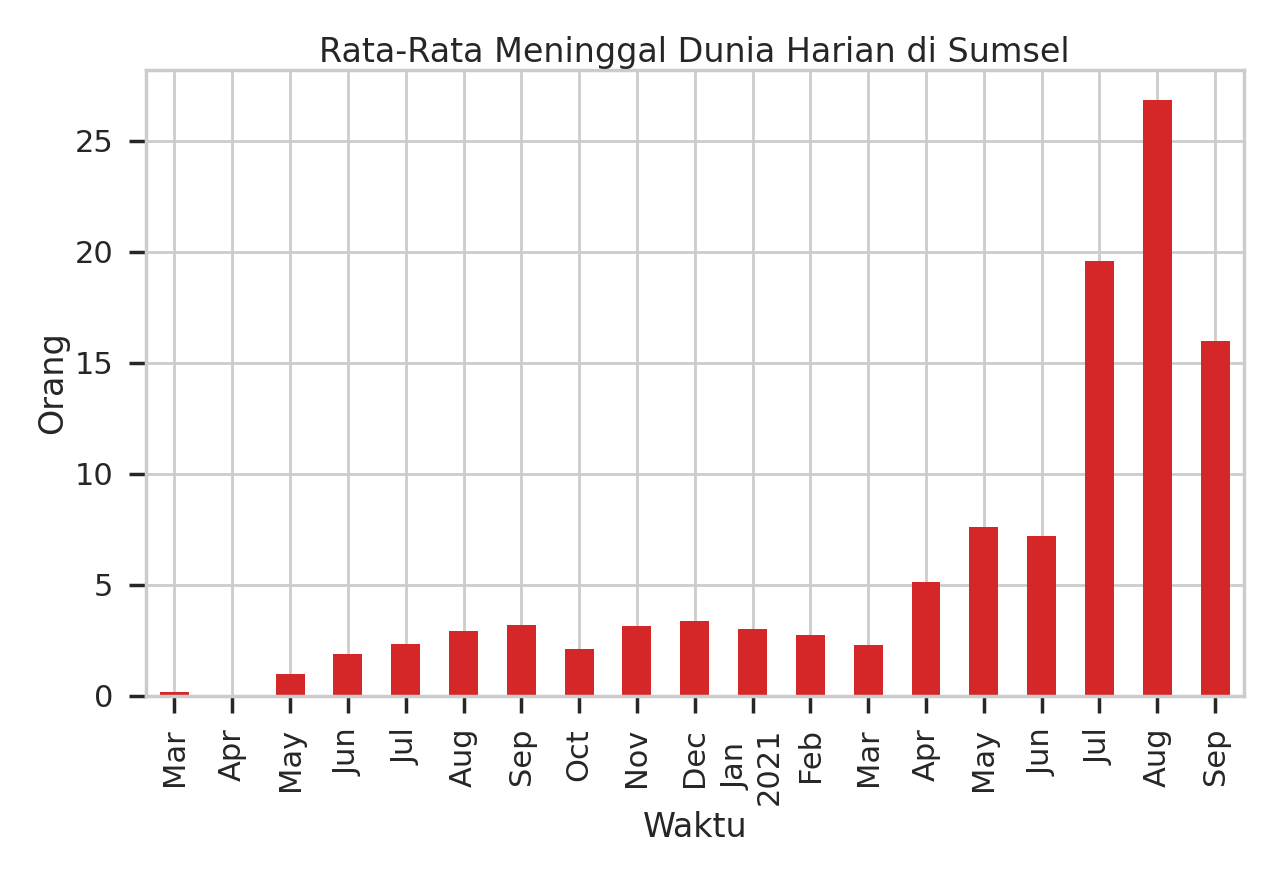 Rata-Rata Meninggal Dunia Harian di Sumsel
25
20
15
10
5
0
Orang
Mar
Apr
May
Jun
Jul
Aug
Sep
Oct
Nov
Dec
Jan
2021
Feb
Mar
Apr
May
Jun
Jul
Aug
Sep
Waktu